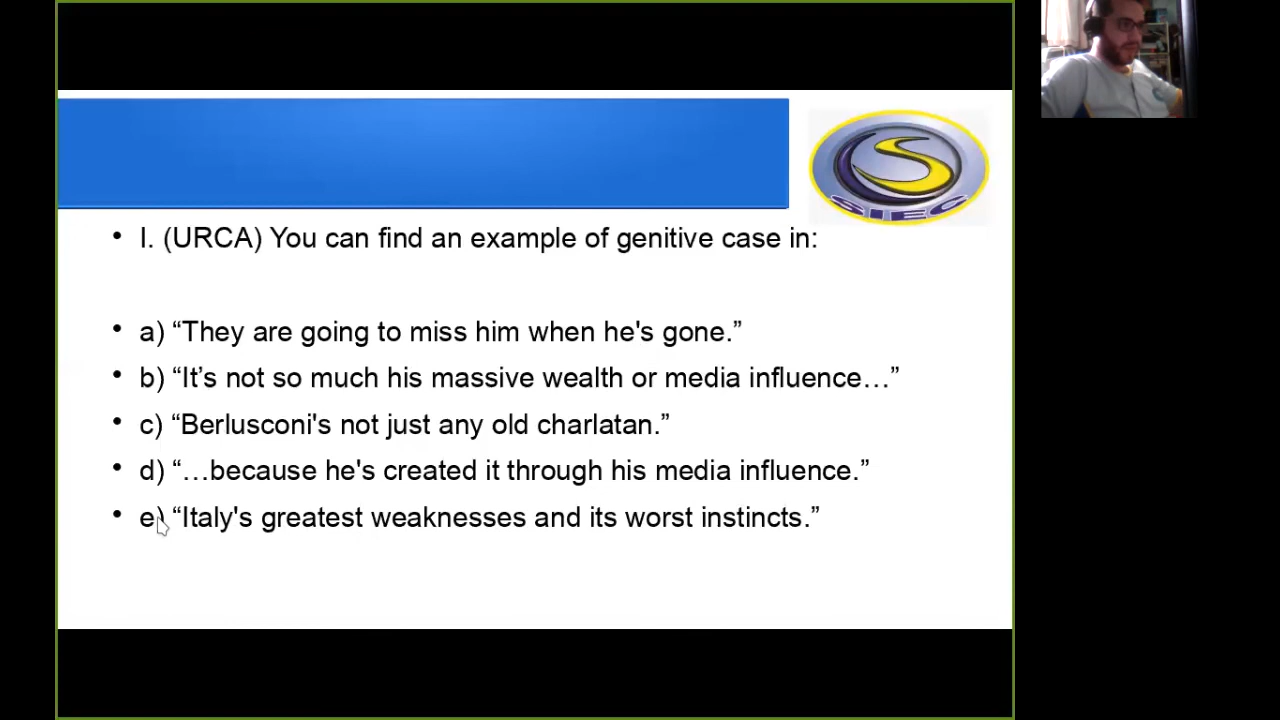 SIEC
I. (URCA) You can find an example of genitive case in:
a) “They are going to miss him when he's gone.”
b) “It’s not so much his massive wealth or media influence…”
c) “Berlusconi's not just any old charlatan.”
d) “…because he's created it through his media influence.”
e) “Italy's greatest weaknesses and its worst instincts.”